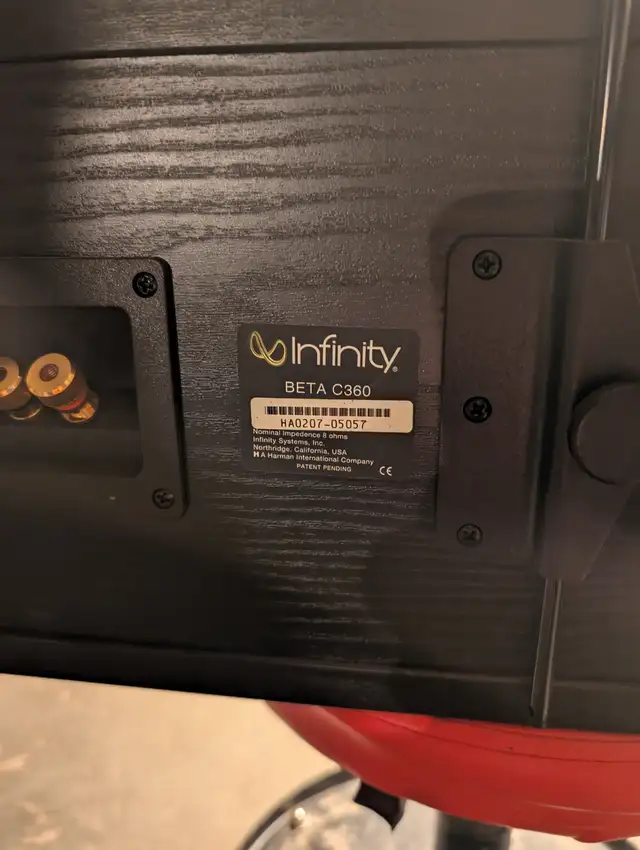 Infinity®
BETA C360
HA0207-05057
Nominal Impedence 8 ohms
Infinity Systems, Inc.
Northridge, California, USA
H A Harman International Company
PATENT PENDING
CE